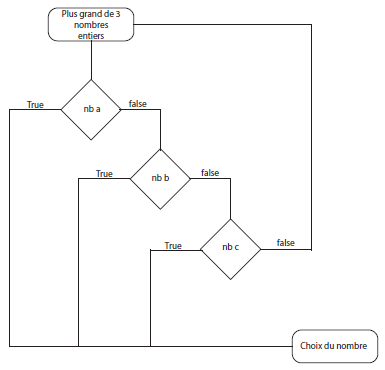 Plus grand de 3
nombres
entiers
True
nb a
false
True
nb b
false
True
nb c
false
Choix du nombre